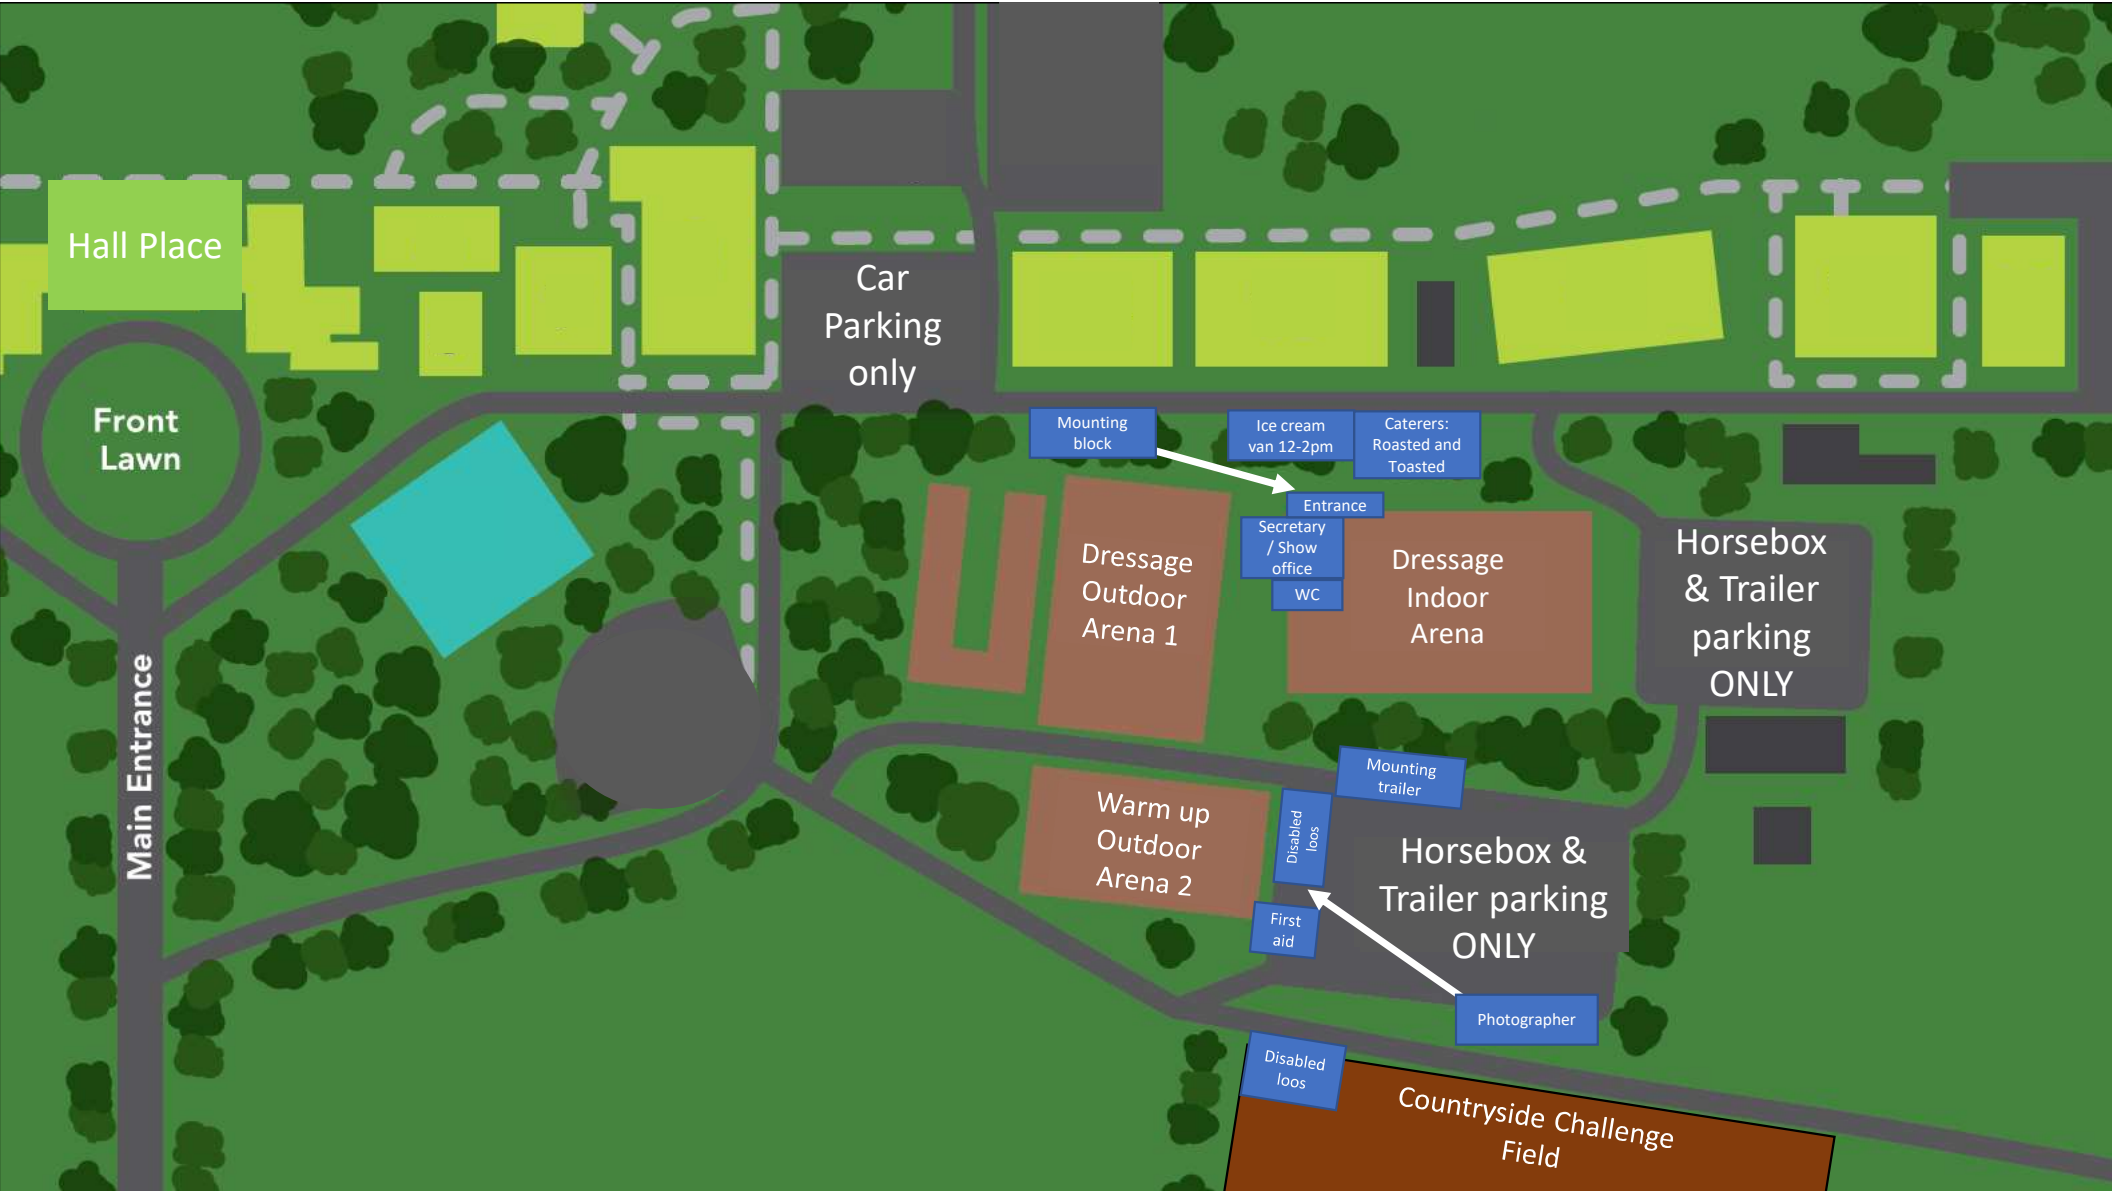 Hall Place
Car
Parking
only
Front
Lawn
Mounting
block
Ice cream
van 12-2pm
Caterers:
Roasted and
Toasted
Entrance
Secretary
/ Show
office
WC
Dressage
Outdoor
Arena 1
Dressage
Indoor
Arena
Horsebox
& Trailer
parking
ONLY
Main Entrance
Mounting
trailer
Warm up
Outdoor
Arena 2
Disabled
loos
Horsebox &
Trailer parking
ONLY
First
aid
Photographer
Disabled
loos
Countryside Challenge
Field